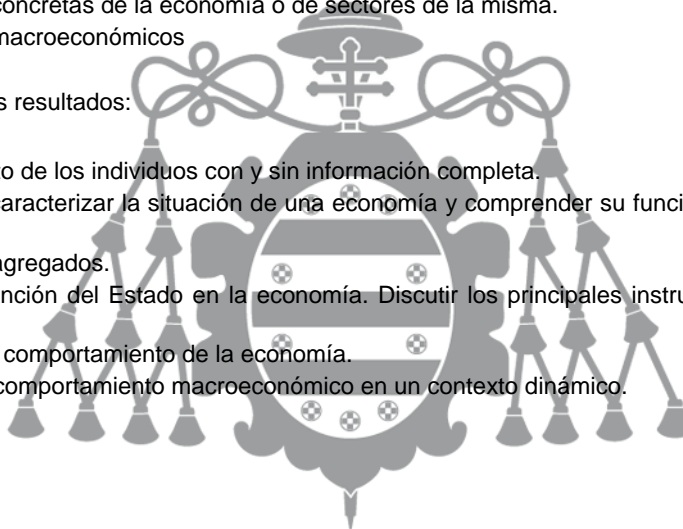 concretas de la economía o de sectores de la misma.
macroeconómicos
s resultados:
to de los individuos con y sin información completa.
caracterizar la situación de una economía y comprender su funci
agregados.
nción del Estado en la economía. Discutir los principales instru
comportamiento de la economía.
comportamiento macroeconómico en un contexto dinámico.